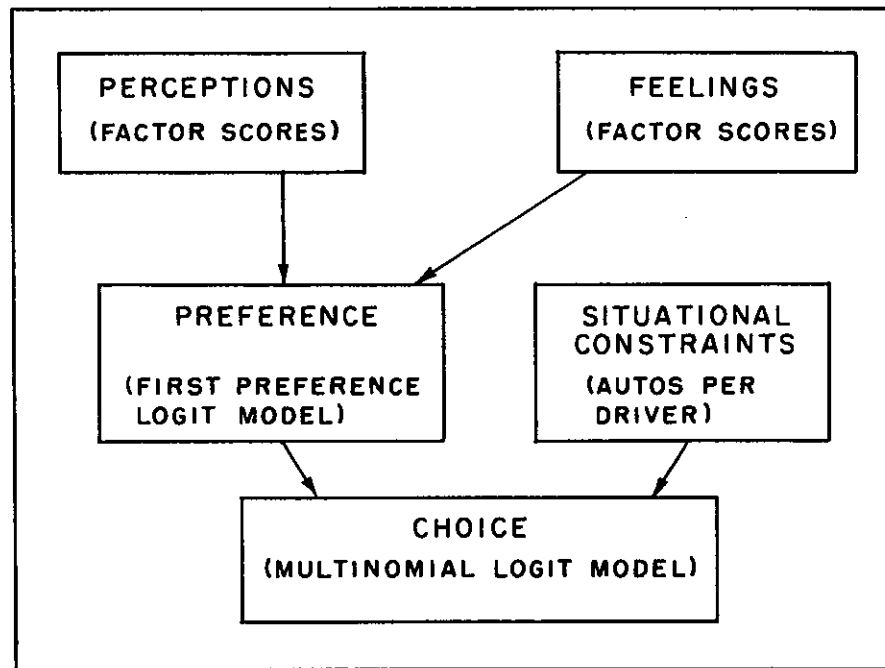 PERCEPTIONS
(FACTOR SCORES)
FEELINGS
(FACTOR SCORES)
PREFERENCE
(FIRST PREFERENCE
LOGIT MODEL)
SITUATIONAL
CONSTRAINTS
(AUTOS PER
DRIVER)
CHOICE
(MULTINOMIAL LOGIT MODEL)